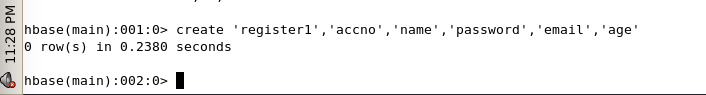 hbase(main):001:0> create 'register1','accno','name','password','email','age'
0 row(s) in 0.2380 seconds
hbase(main):002:0>
11:28 PM